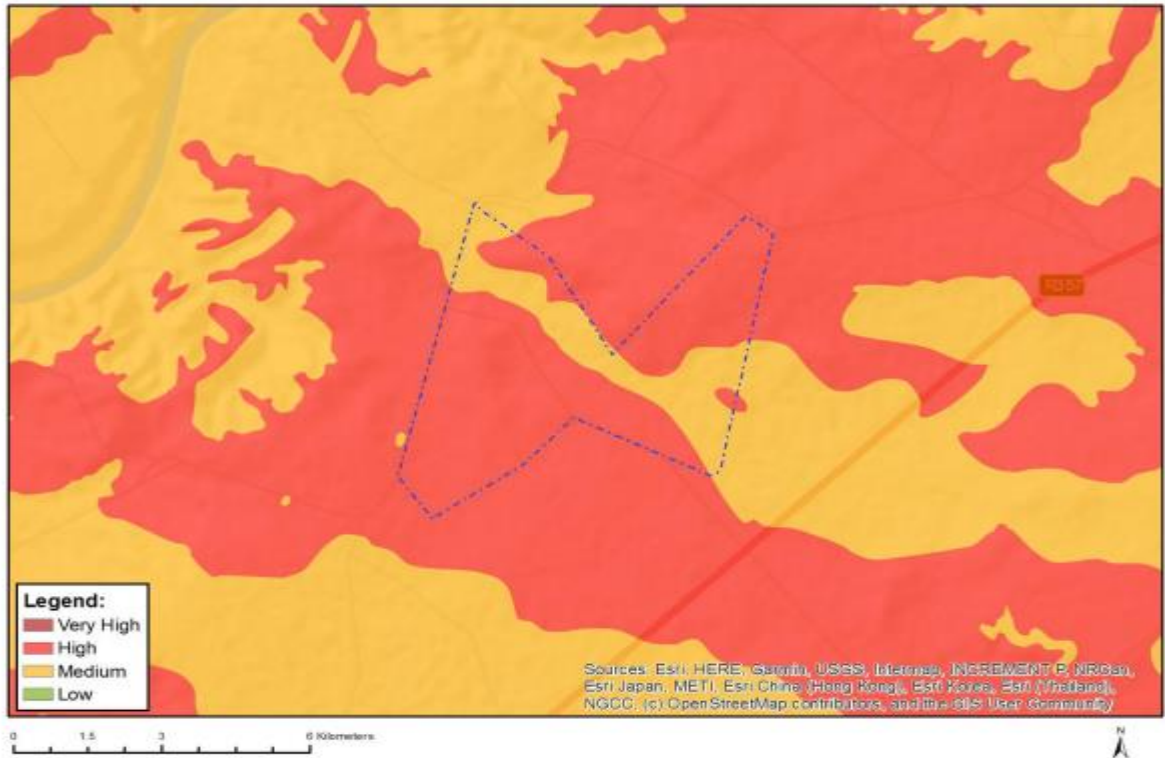 R357
Legend:
Very High
High
Medium
Low
Sources: Esri, HERE, Garmin, USGS, Intermap, INCREMENT P, NRCan,
Esri Japan, METI, Esri China (Hong Kong), Esri Korea, Esri (Thailand),
NGCC, (c) OpenStreetMap contributors, and the GIS User Community
0 1.5 3 6 Kilometers
N